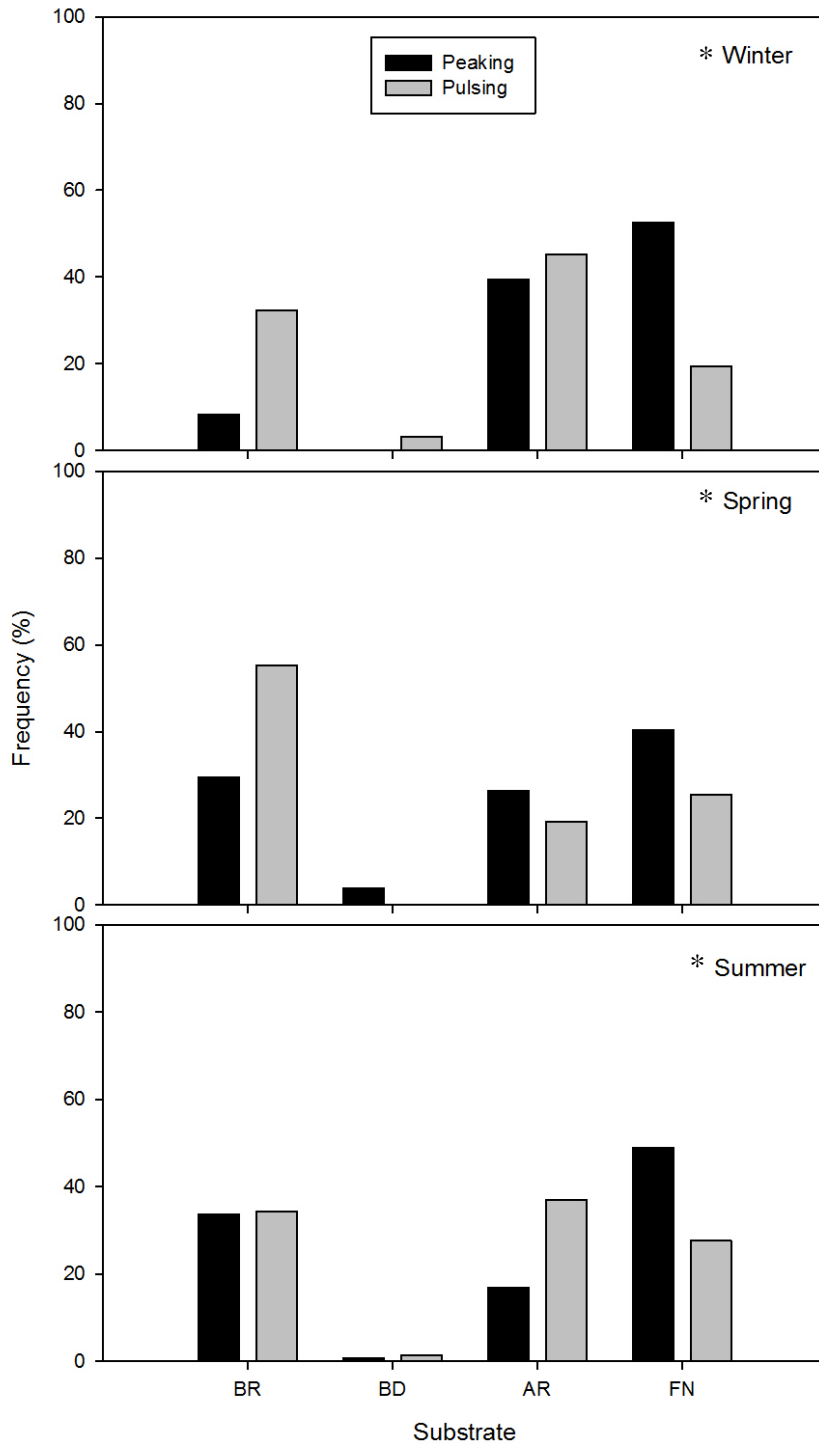 100
80
60
40
20
0
Peaking
Pulsing
* Winter
100
80
60
40
20
0
* Spring
Frequency (%)
100
80
60
40
20
0
* Summer
BR BD AR FN
Substrate